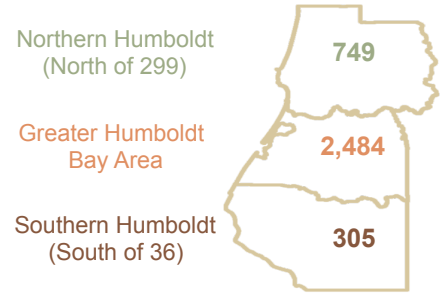 Northern Humboldt
(North of 299)
749
Greater Humboldt
Bay Area
2,484
Southern Humboldt
(South of 36)
305